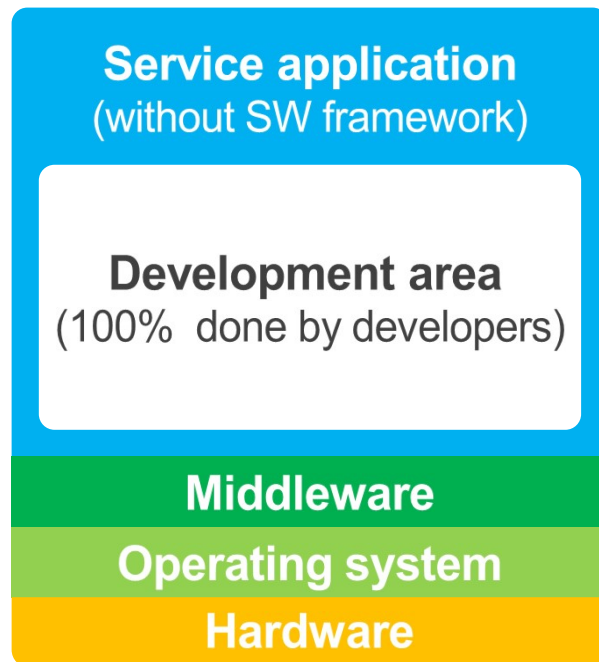 Service application
(without SW framework)
Development area
(100% done by developers)
Middleware
Operating system
Hardware